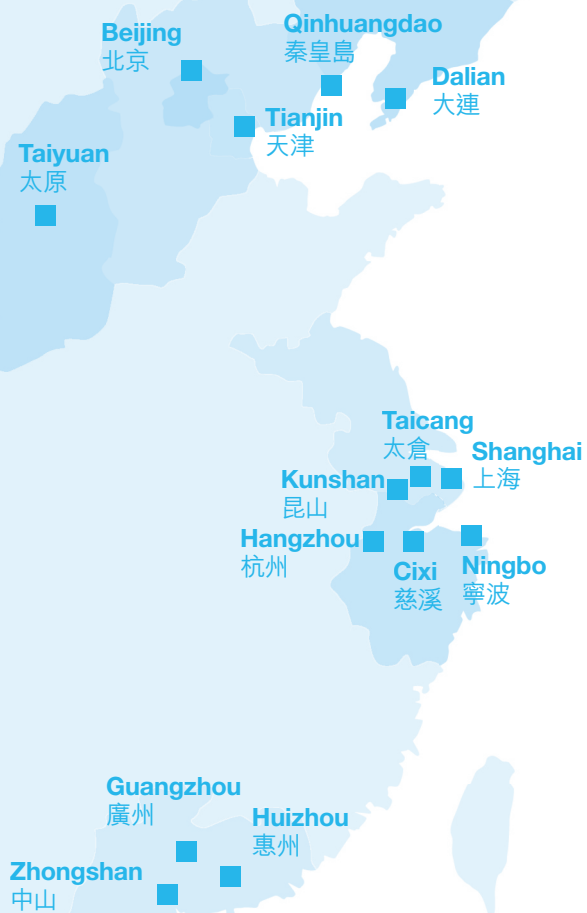 Beijing
北京
Qinhuangdao
秦皇島
Dalian
大連
Tianjin
天津
Taiyuan
太原
Taicang
太倉
Shanghai
上海
Kunshan
昆山
Hangzhou
杭州
Cixi
慈溪
Ningbo
寧波
Guangzhou
廣州
Huizhou
惠州
Zhongshan
中山